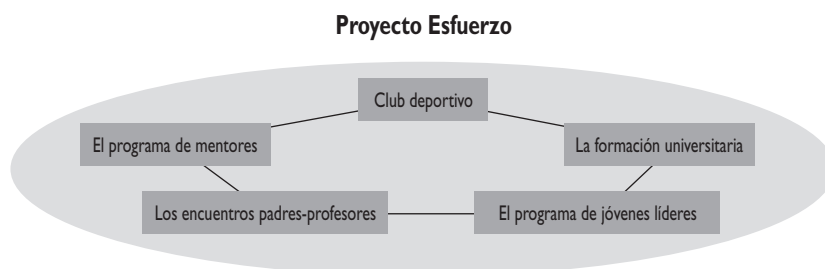 Proyecto Esfuerzo
Club deportivo
El programa de mentores
La formación universitaria
Los encuentros padres-profesores
El programa de jóvenes líderes